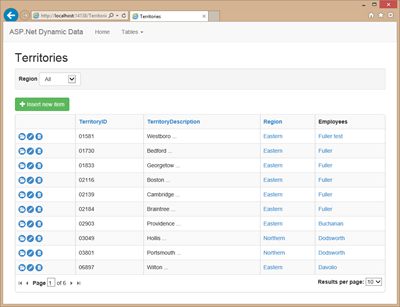 http://localhost:14138/Territories
Territories
ASP.Net Dynamic Data Home Tables
Territories
Region All
Insert new item
TerritoryID TerritoryDescription Region Employees
01581 Westboro ... Eastern Fuller test
01730 Bedford ... Eastern Fuller
01833 Georgetow ... Eastern Fuller
02116 Boston ... Eastern Fuller
02139 Cambridge ... Eastern Fuller
02184 Braintree ... Eastern Fuller
02903 Providence ... Eastern Buchanan
03049 Hollis ... Northern Dodsworth
03801 Portsmouth ... Northern Dodsworth
06897 Wilton ... Eastern Davolio
Page 1 of 6 Results per page: 10